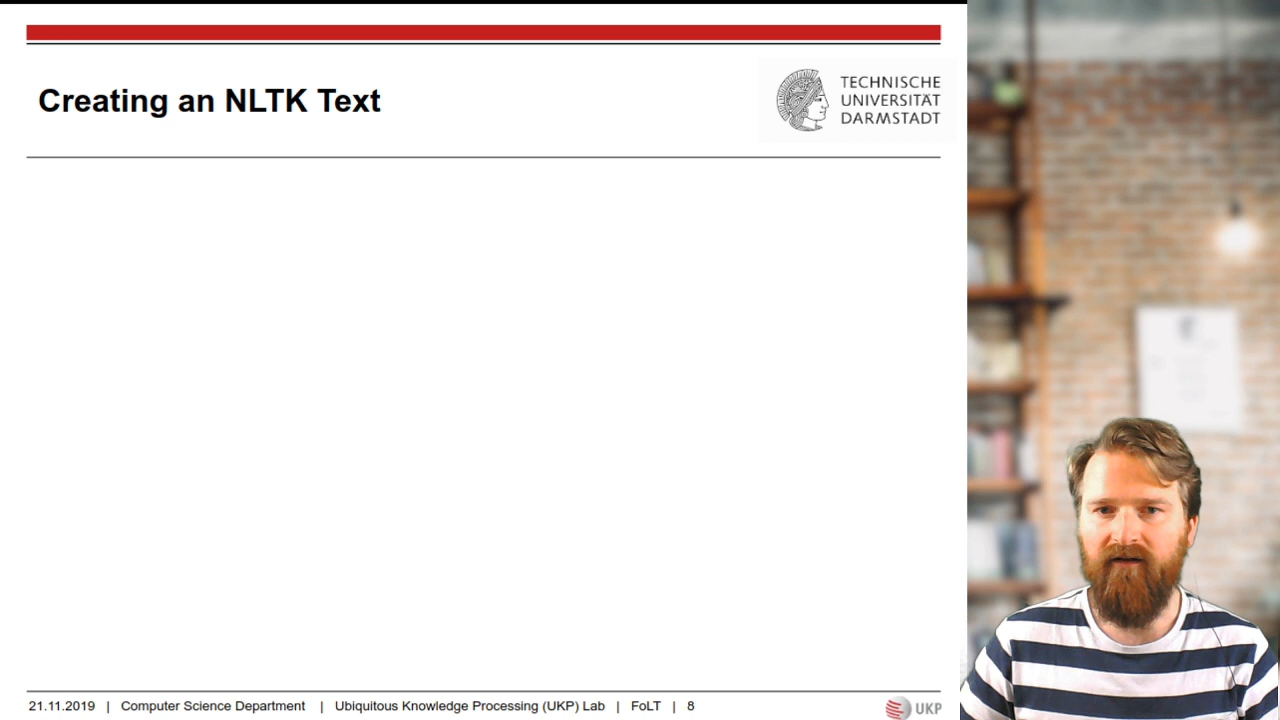 Creating an NLTK Text
TECHNISCHE
UNIVERSITÄT
DARMSTADT
21.11.2019 | Computer Science Department | Ubiquitous Knowledge Processing (UKP) Lab | FoLT | 8
UKP